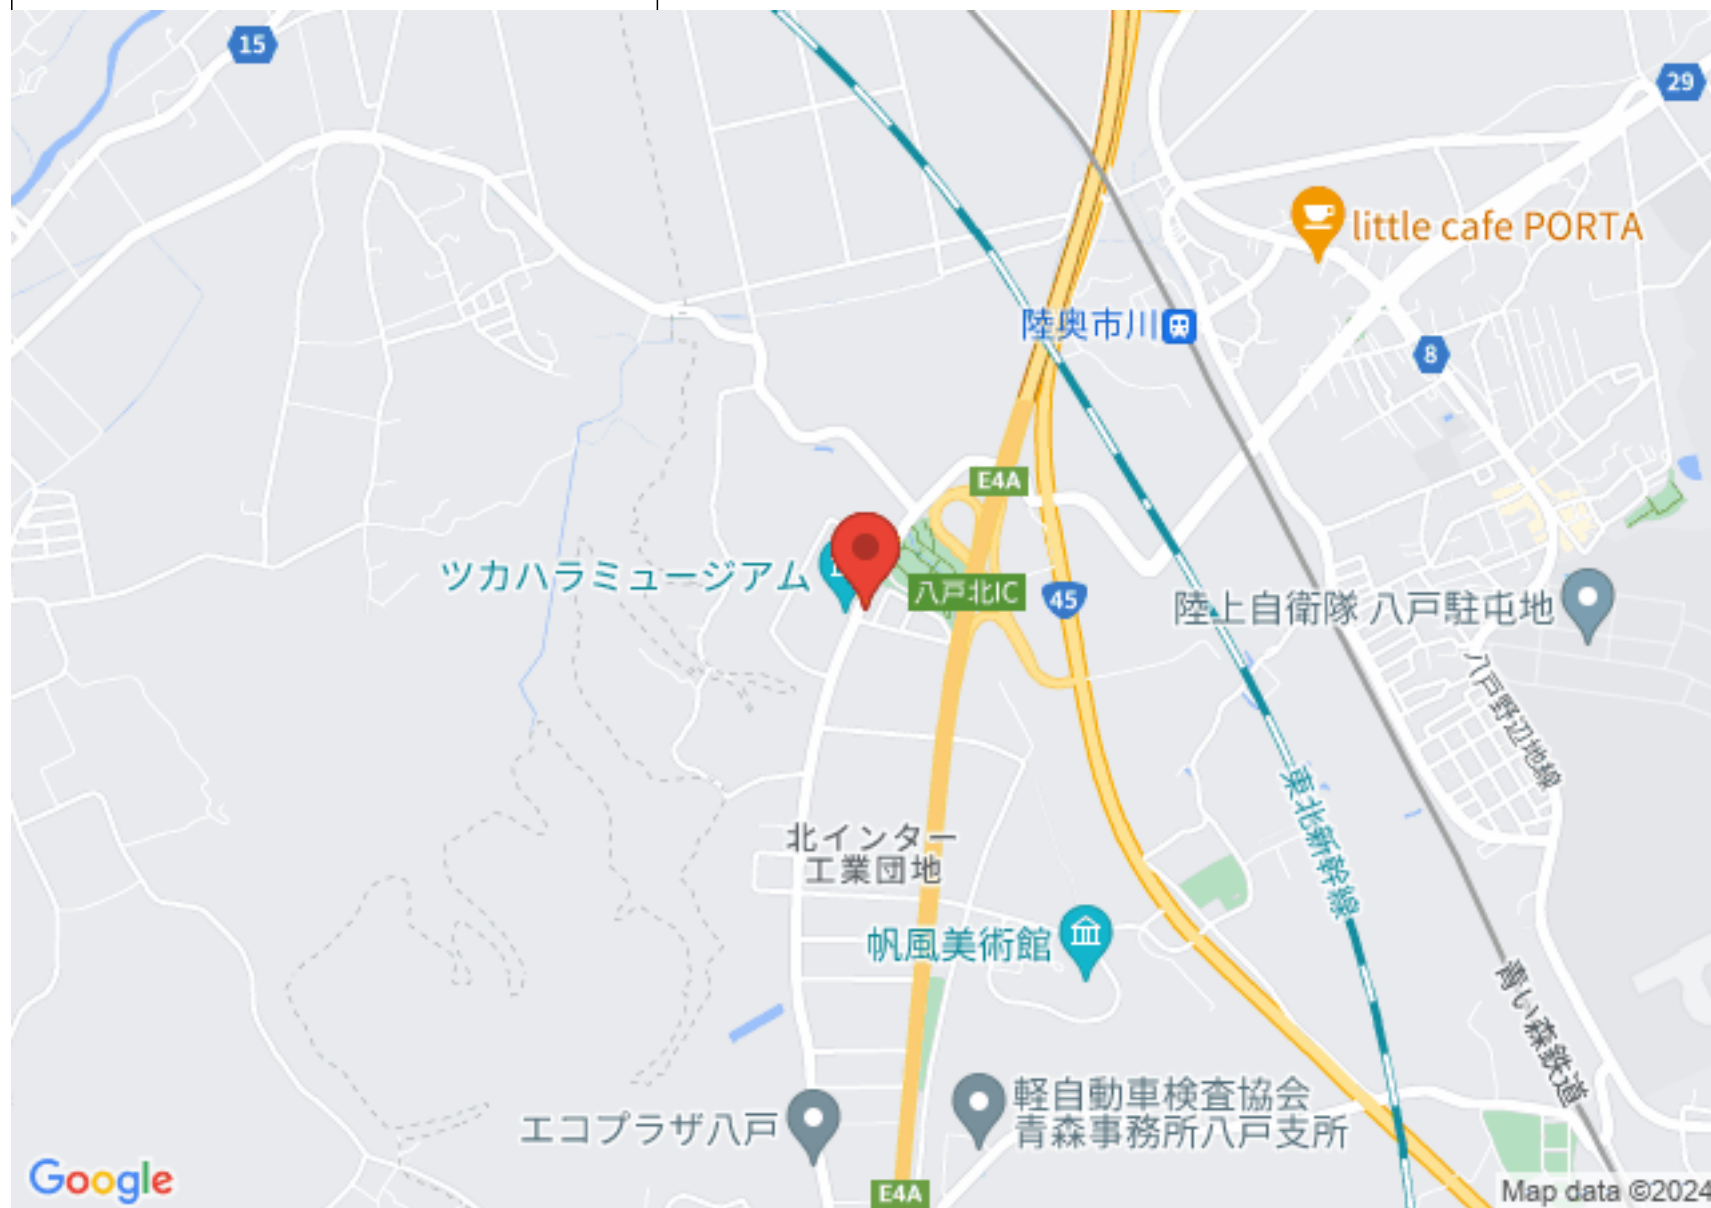 15
29
little cafe PORTA
陸奥市川
8
E4A
ツカハラミュージアム
八戸北IC
45
陸上自衛隊 八戸駐屯地
八戸野辺地線
東北新幹線
北インター
工業団地
帆風美術館
青い森鉄道
軽自動車検査協会
青森事務所八戸支所
エコプラザ八戸
Google
E4A
Map data ©2024